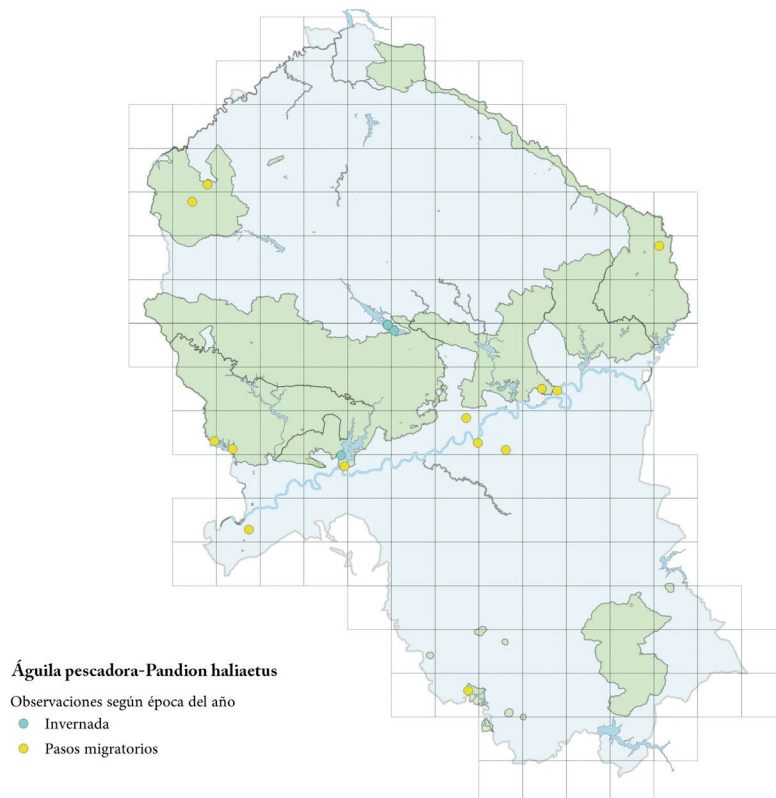 Águila pescadora-Pandion haliaetus
Observaciones según época del año
Invernada
Pasos migratorios